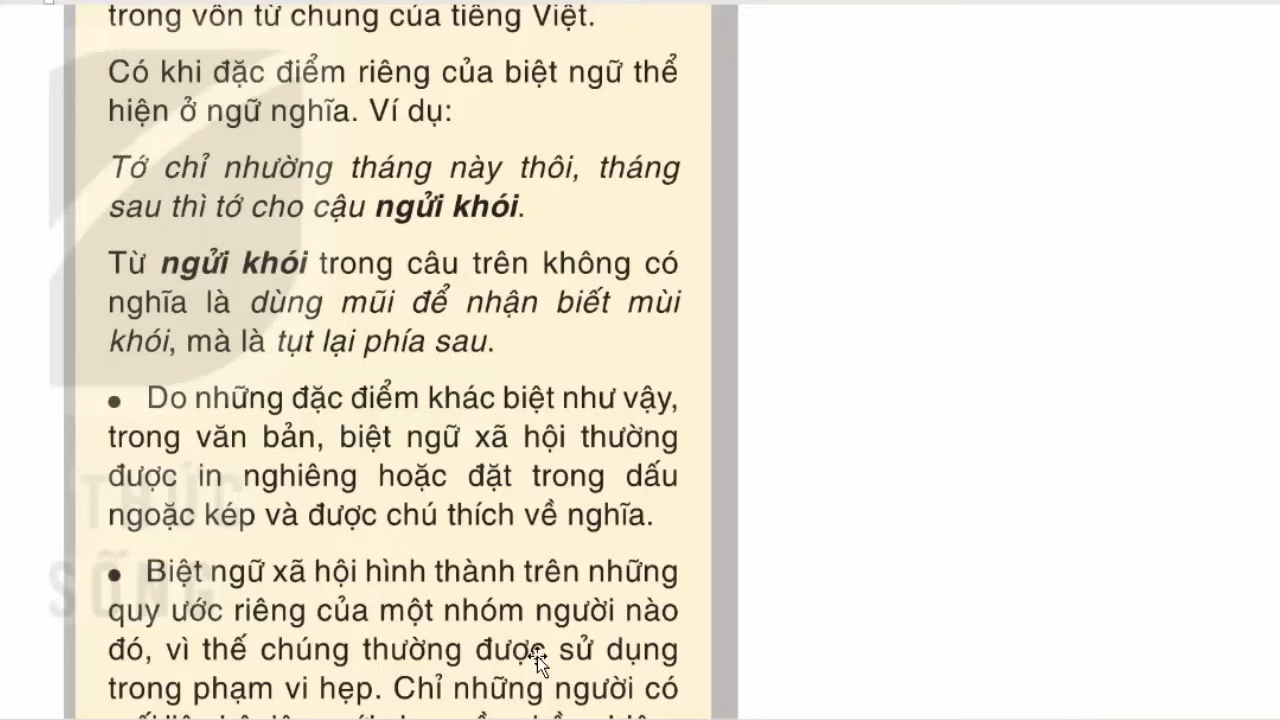 trong vốn từ chung của tiếng Việt.
Có khi đặc điểm riêng của biệt ngữ thể
hiện ở ngữ nghĩa. Ví dụ:
Tớ chỉ nhường tháng này thôi, tháng
sau thì tớ cho cậu ngửi khói.
Từ ngửi khói trong câu trên không có
nghĩa là dùng mũi để nhận biết mùi
khói, mà là tụt lại phía sau.
• Do những đặc điểm khác biệt như vậy,
trong văn bản, biệt ngữ xã hội thường
được in nghiêng hoặc đặt trong dấu
ngoặc kép và được chú thích về nghĩa.
• Biệt ngữ xã hội hình thành trên những
quy ước riêng của một nhóm người nào
đó, vì thế chúng thường được sử dụng
trong phạm vi hẹp. Chỉ những người có
THỨC
SỐNG